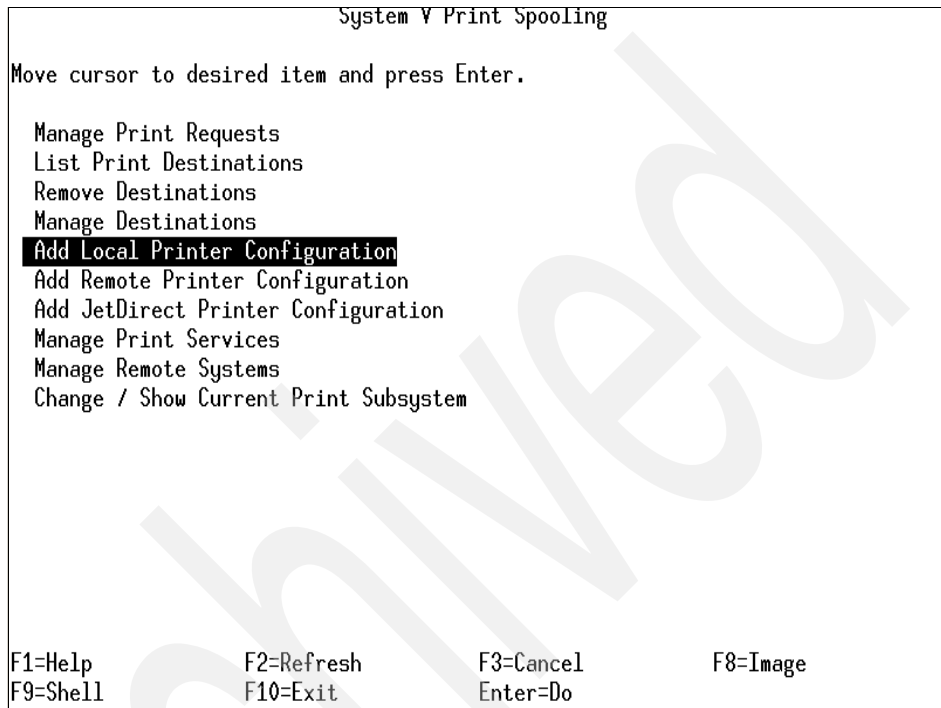 System V Print Spooling
Move cursor to desired item and press Enter.
Manage Print Requests
List Print Destinations
Remove Destinations
Manage Destinations
Add Local Printer Configuration
Add Remote Printer Configuration
Add JetDirect Printer Configuration
Manage Print Services
Manage Remote Systems
Change / Show Current Print Subsystem
F1=Help F2=Refresh F3=Cancel F8=Image
F9=Shell F10=Exit Enter=Do